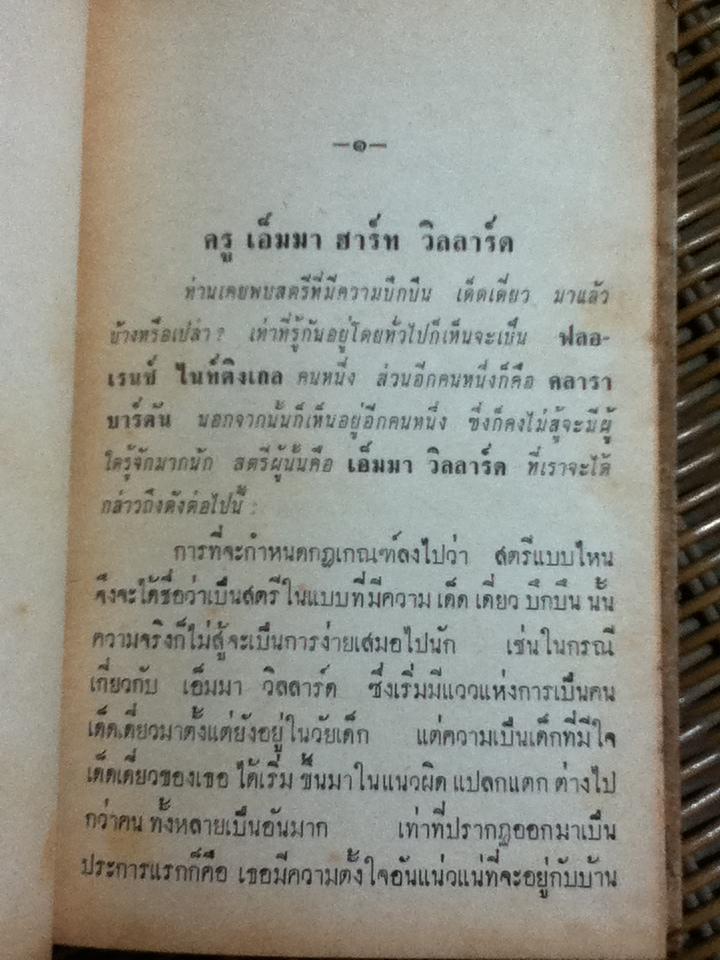 —๑—
ครู เอ็มมา ฮาร์ท วิลลาร์ด
ท่านเคยพบสตรีที่มีความบึกบึน เด็ดเดี่ยว มาแล้ว
บ้างหรือเปล่า? เท่าที่รู้กันอยู่โดยทั่วไปก็เห็นจะเป็น ฟลอ-
เรนซ์ ไนท์ติงเกล คนหนึ่ง ส่วนอีกคนหนึ่งก็คือ คลารา
บาร์ตัน นอกจากนั้นก็เห็นอยู่อีกคนหนึ่ง ซึ่งก็คงไม่สู้จะมีผู้
ใดรู้จักมากนัก สตรีผู้นั้นคือ เอ็มมา วิลลาร์ด ที่เราจะได้
กล่าวถึงดังต่อไปนี้ :
การที่จะกำหนดกฎเกณฑ์ลงไปว่า สตรีแบบไหน
จึงจะได้ชื่อว่าเป็นสตรีในแบบที่มีความ เด็ด เดี่ยว บึกบึน นั้น
ความจริงก็ไม่สู้จะเป็นการง่ายเสมอไปนัก เช่นในกรณี
เกี่ยวกับ เอ็มมา วิลลาร์ด ซึ่งเริ่มมีแววแห่งการเป็นคน
เด็ดเดี่ยวมาตั้งแต่ยังอยู่ในวัยเด็ก แต่ความเป็นเด็กที่มีใจ
เด็ดเดี่ยวของเธอ ได้เริ่ม ขึ้นมาในแนวผิด แปลกแตก ต่างไป
กว่าคน ทั้งหลายเป็นอันมาก เท่าที่ปรากฏออกมาเป็น
ประการแรกก็คือ เธอมีความตั้งใจอันแน่วแน่ที่จะอยู่กับบ้าน